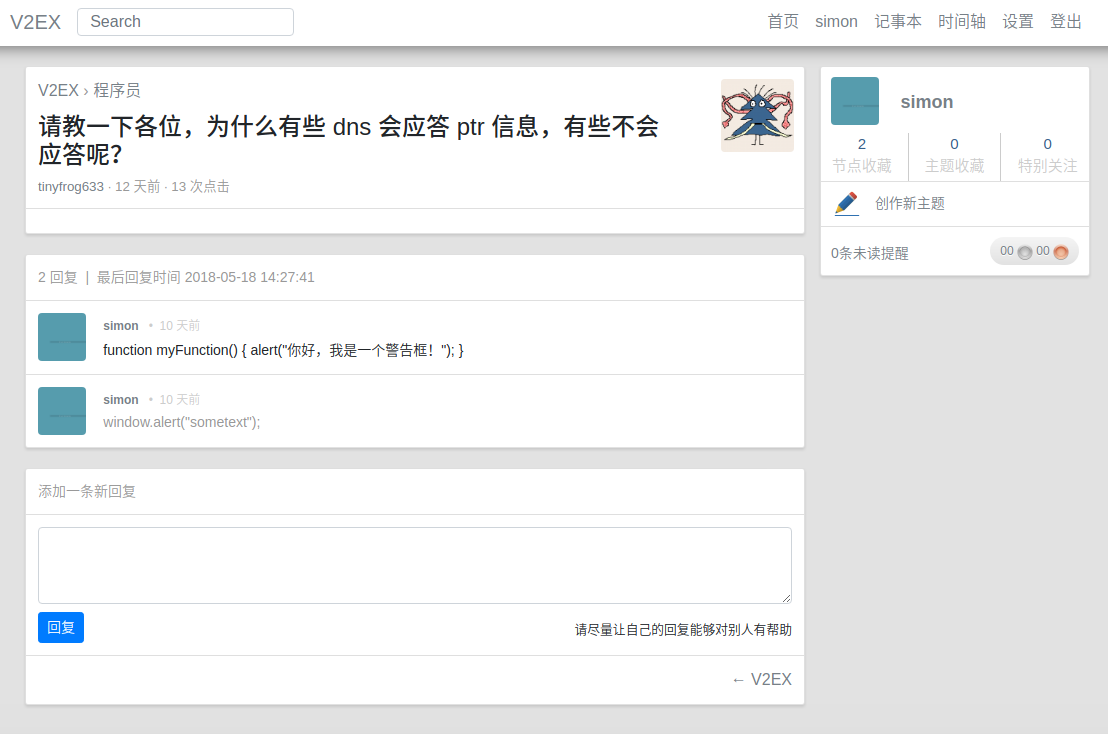 V2EX Search 首页 simon 记事本 时间轴 设置 登出
V2EX › 程序员
请教一下各位，为什么有些 dns 会应答 ptr 信息，有些不会
应答呢?
tinyfrog633 · 12 天前 · 13 次点击
2 回复 | 最后回复时间 2018-05-18 14:27:41
simon • 10 天前
function myFunction() { alert("你好，我是一个警告框！"); }
simon • 10 天前
window.alert("sometext");
添加一条新回复
回复 请尽量让自己的回复能够对别人有帮助
← V2EX
simon
2 0 0
节点收藏 主题收藏 特别关注
创作新主题
0条未读提醒 00 00